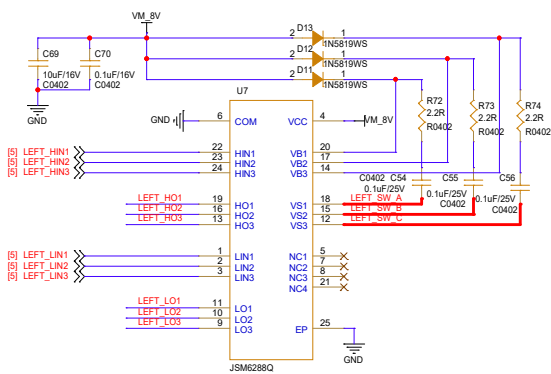 VM_8V
D13
2 1
1N5819WS
D12
2 1
1N5819WS
D11
2 1
1N5819WS
C69
10uF/16V
C0402
C70
0.1uF/16V
C0402
GND
R72
2.2R
R0402
R73
2.2R
R0402
R74
2.2R
R0402
U7
GND
6 COM
VCC 4
VM_8V
[5] LEFT_HIN1 22 HIN1
[5] LEFT_HIN2 23 HIN2
[5] LEFT_HIN3 24 HIN3
VB1 20
VB2 17
VB3 14
C0402 C54
0.1uF/25V
C55
0.1uF/25V
C0402
C56
0.1uF/25V
C0402
LEFT_HO1 19 HO1
LEFT_HO2 16 HO2
LEFT_HO3 13 HO3
VS1 18 LEFT_SW_A
VS2 15 LEFT_SW_B
VS3 12 LEFT_SW_C
[5] LEFT_LIN1 1 LIN1
[5] LEFT_LIN2 2 LIN2
[5] LEFT_LIN3 3 LIN3
NC1 5
NC2 7
NC3 8
NC4 21
LEFT_LO1 11 LO1
LEFT_LO2 10 LO2
LEFT_LO3 9 LO3
EP 25
GND
JSM6288Q